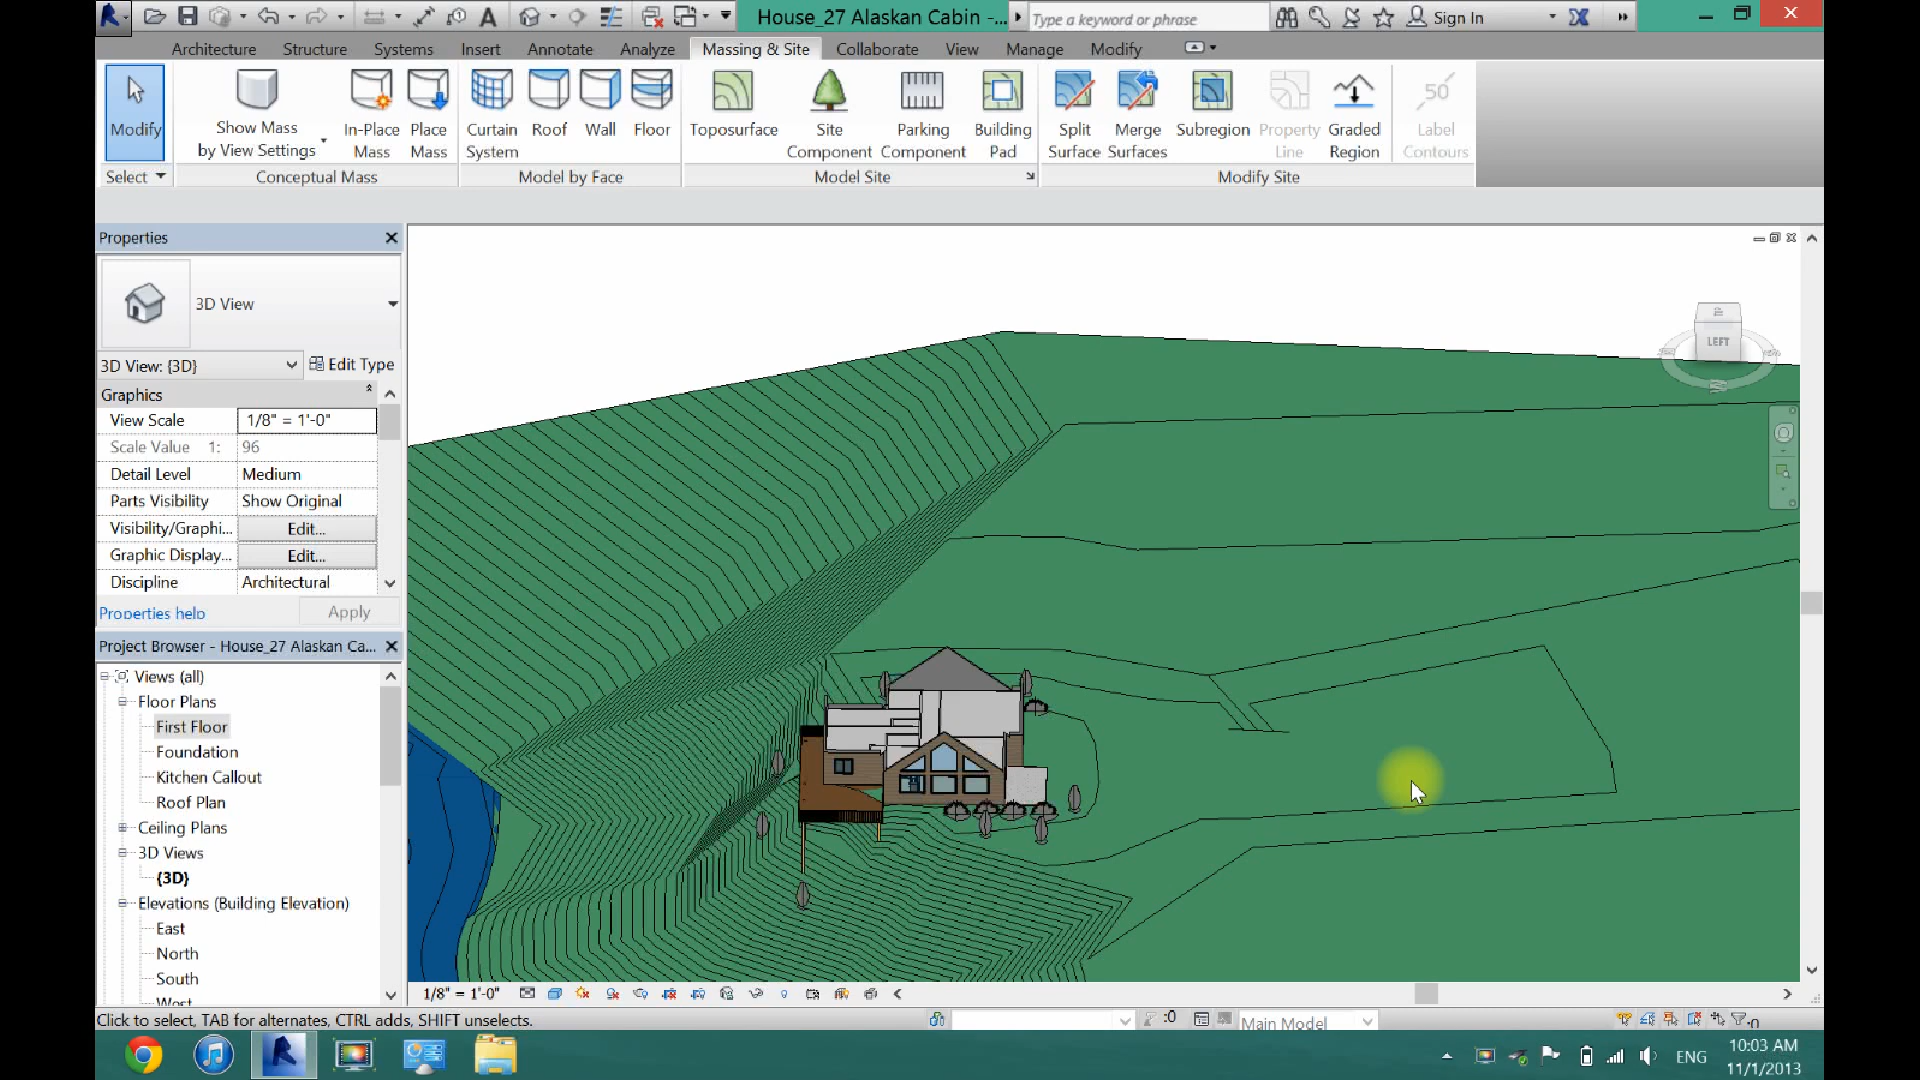 House_27 Alaskan Cabin -...
Type a keyword or phrase
Sign In
Architecture Structure Systems Insert Annotate Analyze Massing & Site Collaborate View Manage Modify
Modify
Show Mass
by View Settings
In-Place
Mass
Place
Mass
Curtain
System
Roof
Wall
Floor
Toposurface
Site
Component
Parking
Component
Building
Pad
Split
Surface
Merge
Surfaces
Subregion
Property
Line
Graded
Region
50
Label
Contours
Select
Conceptual Mass
Model by Face
Model Site
Modify Site
Properties
3D View
3D View: {3D}
Edit Type
Graphics
View Scale 1/8" = 1'-0"
Scale Value 1: 96
Detail Level Medium
Parts Visibility Show Original
Visibility/Graphi... Edit...
Graphic Display... Edit...
Discipline Architectural
Properties help
Apply
Project Browser - House_27 Alaskan Ca...
Views (all)
Floor Plans
First Floor
Foundation
Kitchen Callout
Roof Plan
Ceiling Plans
3D Views
{3D}
Elevations (Building Elevation)
East
North
South
West
LEFT
1/8" = 1'-0"
Click to select, TAB for alternates, CTRL adds, SHIFT unselects.
:0
Main Model
:0
ENG
10:03 AM
11/1/2013